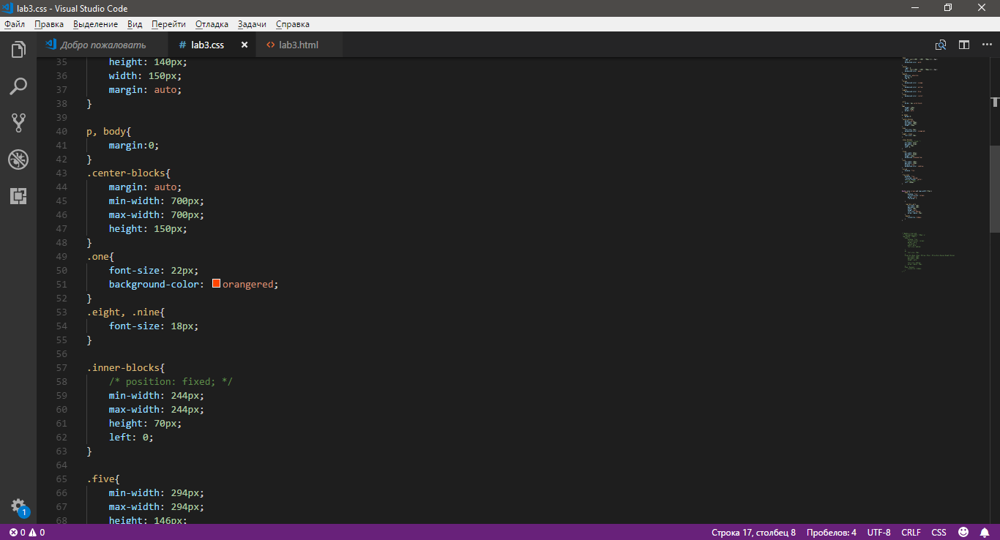 lab3.css - Visual Studio Code
Файл Правка Выделение Вид Перейти Отладка Задачи Справка
Добро пожаловать # lab3.css × <> lab3.html
35 height: 140px;
36 width: 150px;
37 margin: auto;
38 }
39
40 p, body{
41 margin:0;
42 }
43 .center-blocks{
44 margin: auto;
45 min-width: 700px;
46 max-width: 700px;
47 height: 150px;
48 }
49 .one{
50 font-size: 22px;
51 background-color: orangered;
52 }
53 .eight, .nine{
54 font-size: 18px;
55 }
56
57 .inner-blocks{
58 /* position: fixed; */
59 min-width: 244px;
60 max-width: 244px;
61 height: 70px;
62 left: 0;
63 }
64
65 .five{
66 min-width: 294px;
67 max-width: 294px;
68 height: 146px;
1
0 0 Строка 17, столбец 8 Пробелов: 4 UTF-8 CRLF CSS